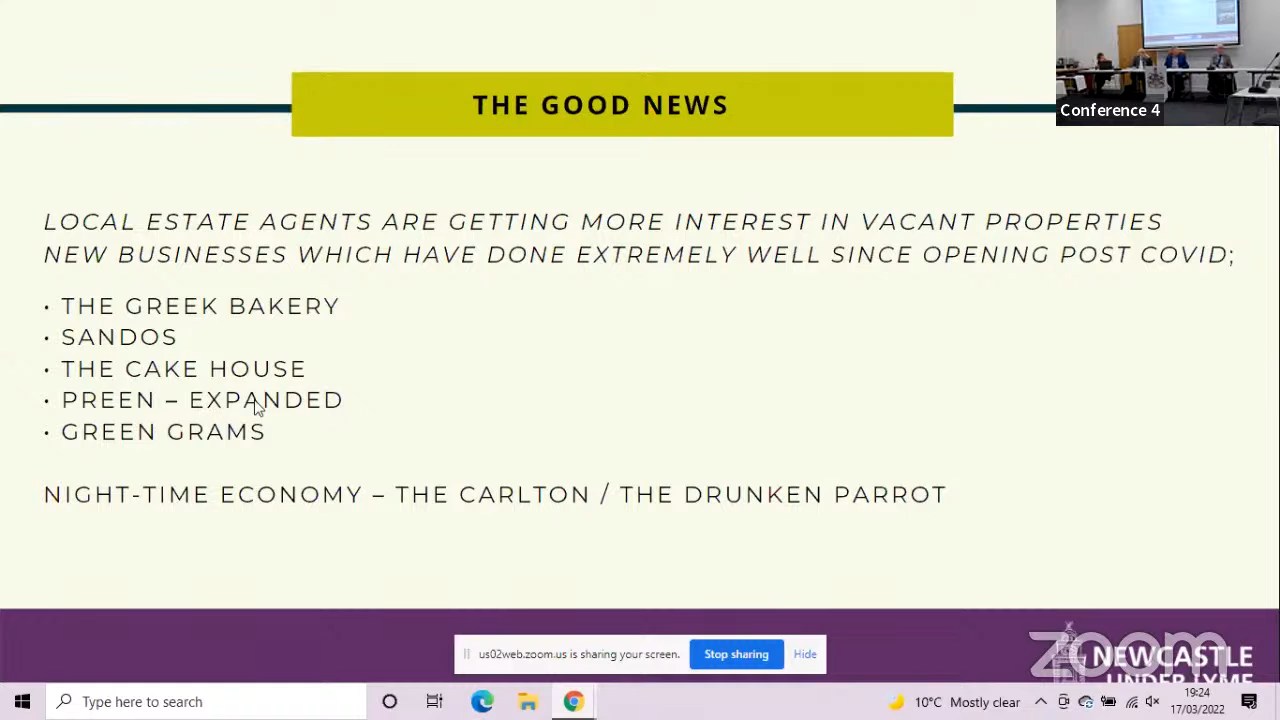 THE GOOD NEWS
Conference 4
LOCAL ESTATE AGENTS ARE GETTING MORE INTEREST IN VACANT PROPERTIES
NEW BUSINESSES WHICH HAVE DONE EXTREMELY WELL SINCE OPENING POST COVID;
• THE GREEK BAKERY
• SANDOS
• THE CAKE HOUSE
• PREEN – EXPANDED
• GREEN GRAMS
NIGHT-TIME ECONOMY – THE CARLTON / THE DRUNKEN PARROT
us02web.zoom.us is sharing your screen.
Stop sharing
Hide
zoom
NEWCASTLE
UNDER LYME
Type here to search
10°C Mostly clear
19:24
17/03/2022